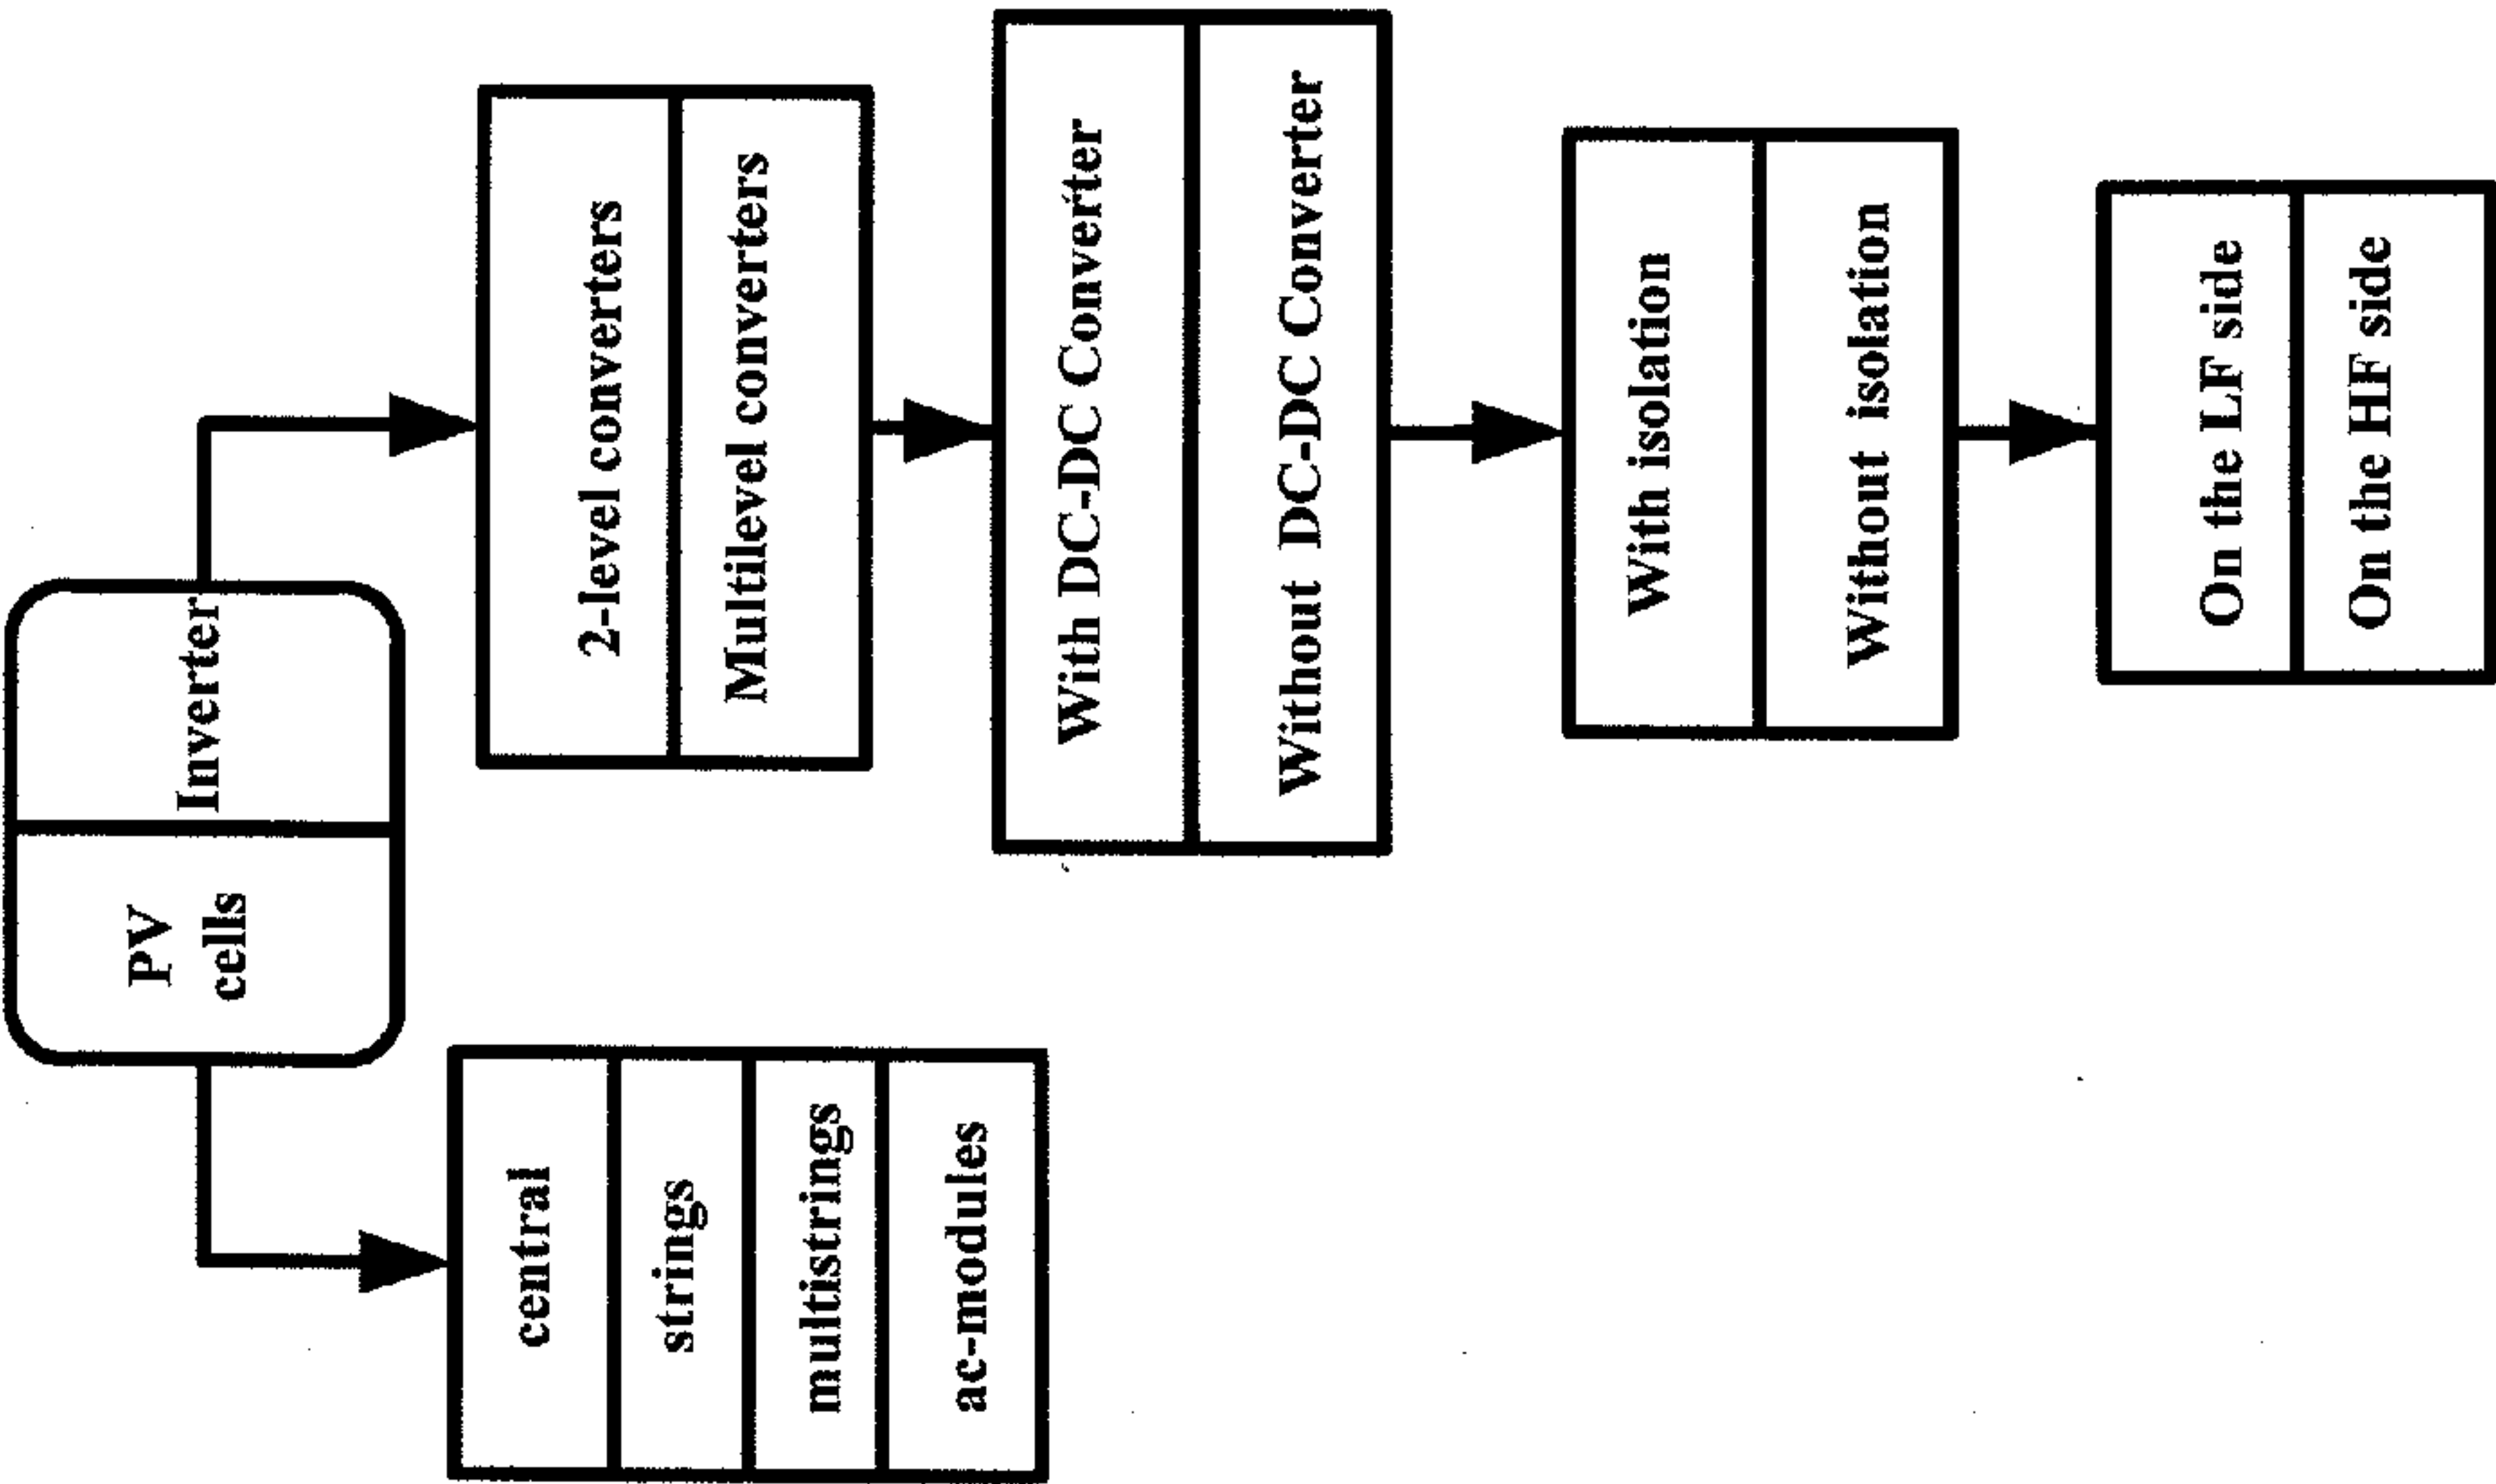 PV
cells
Inverter
central
strings
multistrings
ac-modules
2-level converters
Multilevel converters
With DC-DC Converter
Without DC-DC Converter
With isolation
Without isolation
On the LF side
On the HF side